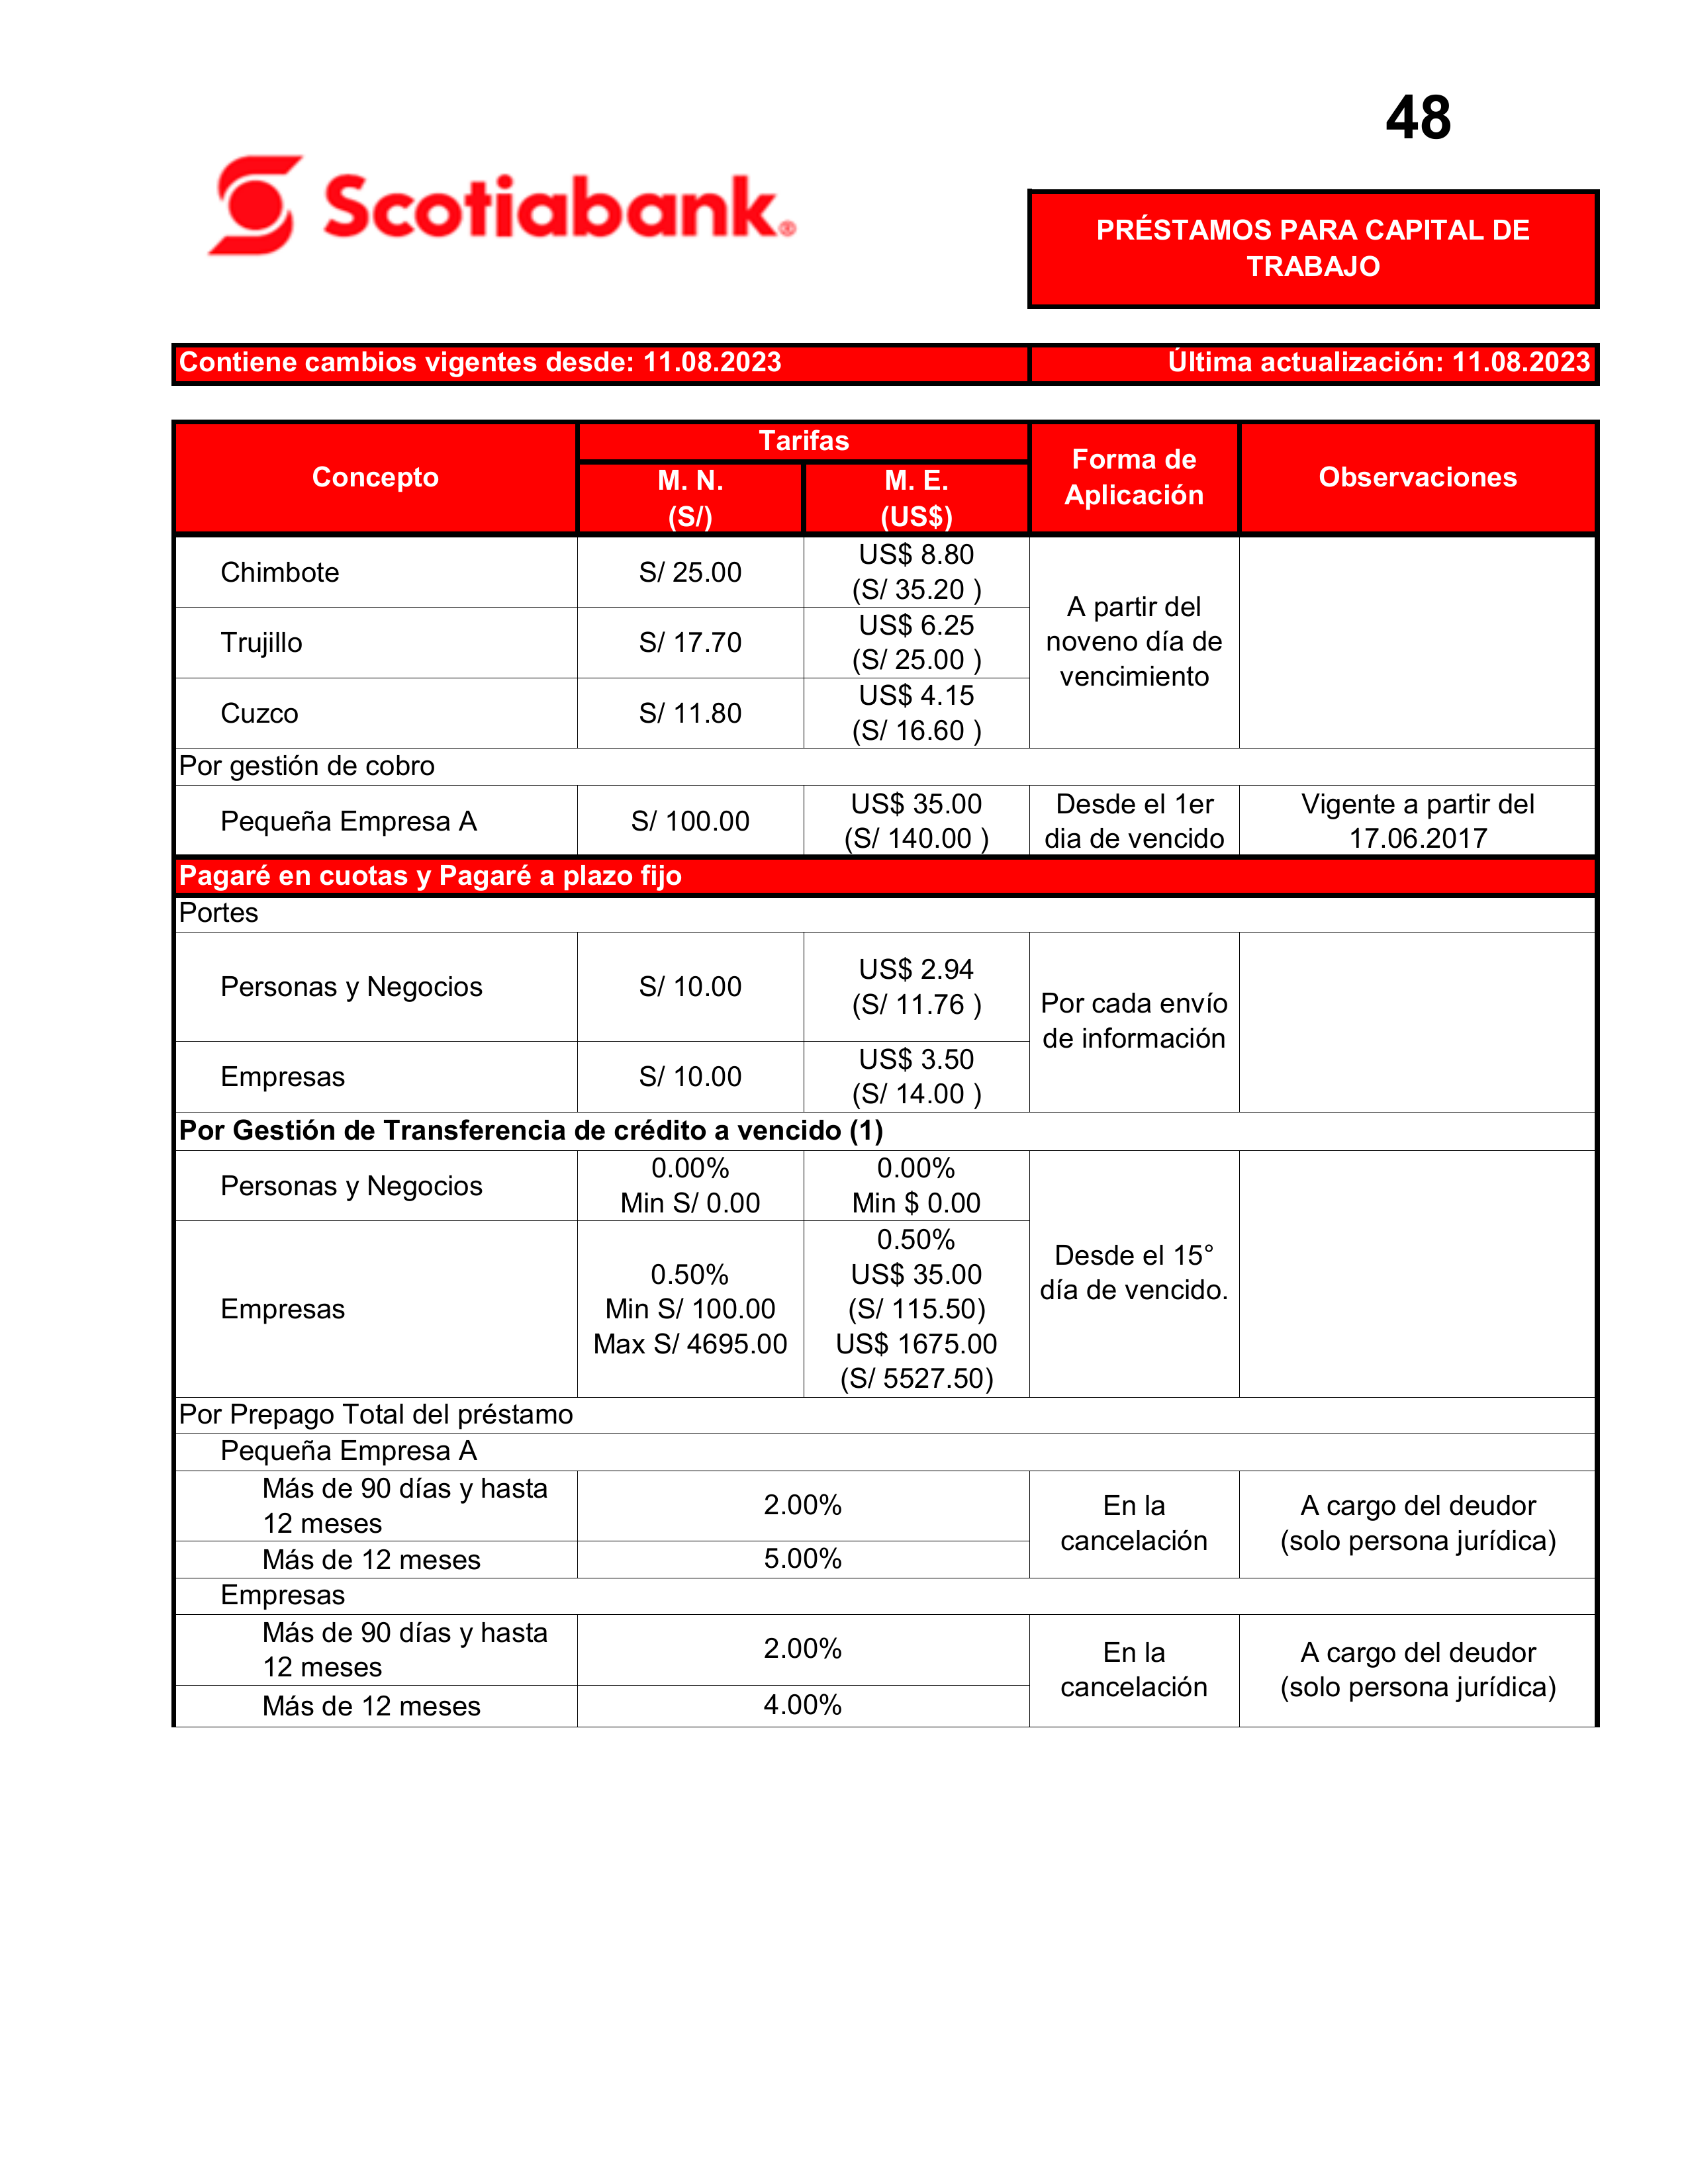 48
Scotiabank®
PRÉSTAMOS PARA CAPITAL DE
TRABAJO
Contiene cambios vigentes desde: 11.08.2023 Última actualización: 11.08.2023
Concepto
Tarifas
M. N.
(S/)
M. E.
(US$)
Forma de
Aplicación
Observaciones
Chimbote
S/ 25.00
US$ 8.80
(S/ 35.20 )
A partir del
noveno día de
vencimiento
Trujillo
S/ 17.70
US$ 6.25
(S/ 25.00 )
Cuzco
S/ 11.80
US$ 4.15
(S/ 16.60 )
Por gestión de cobro
Pequeña Empresa A
S/ 100.00
US$ 35.00
(S/ 140.00 )
Desde el 1er
dia de vencido
Vigente a partir del
17.06.2017
Pagaré en cuotas y Pagaré a plazo fijo
Portes
Personas y Negocios
S/ 10.00
US$ 2.94
(S/ 11.76 )
Por cada envío
de información
Empresas
S/ 10.00
US$ 3.50
(S/ 14.00 )
Por Gestión de Transferencia de crédito a vencido (1)
Personas y Negocios
0.00%
Min S/ 0.00
0.00%
Min $ 0.00
Desde el 15°
día de vencido.
Empresas
0.50%
Min S/ 100.00
Max S/ 4695.00
0.50%
US$ 35.00
(S/ 115.50)
US$ 1675.00
(S/ 5527.50)
Por Prepago Total del préstamo
Pequeña Empresa A
Más de 90 días y hasta
12 meses
2.00%
En la
cancelación
A cargo del deudor
(solo persona jurídica)
Más de 12 meses
5.00%
Empresas
Más de 90 días y hasta
12 meses
2.00%
En la
cancelación
A cargo del deudor
(solo persona jurídica)
Más de 12 meses
4.00%